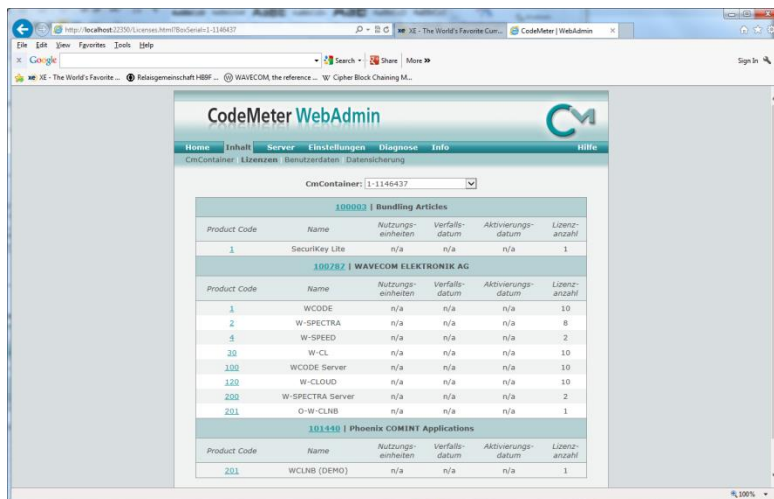 http://localhost:22350/Licenses.html?BoxSerial=1-1146437
XE - The World's Favorite Curr...
CodeMeter | WebAdmin
File Edit View Favorites Tools Help
x Google Search Share More »
Sign In
XE - The World's Favorite ... Relaisgemeinschaft HB9F ... WAVECOM, the reference ... Cipher Block Chaining M...
CodeMeter WebAdmin
CM
Home Inhalt Server Einstellungen Diagnose Info Hilfe
CmContainer Lizenzen Benutzerdaten Datensicherung
CmContainer: 1-1146437
100003 | Bundling Articles
Product Code Name Nutzungs-einheiten Verfalls-datum Aktivierungs-datum Lizenz-anzahl
1 SecuriKey Lite n/a n/a n/a 1
100787 | WAVECOM ELEKTRONIK AG
Product Code Name Nutzungs-einheiten Verfalls-datum Aktivierungs-datum Lizenz-anzahl
1 WCODE n/a n/a n/a 10
2 W-SPECTRA n/a n/a n/a 8
4 W-SPEED n/a n/a n/a 2
30 W-CL n/a n/a n/a 10
100 WCODE Server n/a n/a n/a 10
120 W-CLOUD n/a n/a n/a 10
200 W-SPECTRA Server n/a n/a n/a 2
201 O-W-CLNB n/a n/a n/a 1
101440 | Phoenix COMINT Applications
Product Code Name Nutzungs-einheiten Verfalls-datum Aktivierungs-datum Lizenz-anzahl
201 WCLNB (DEMO) n/a n/a n/a 1
100%